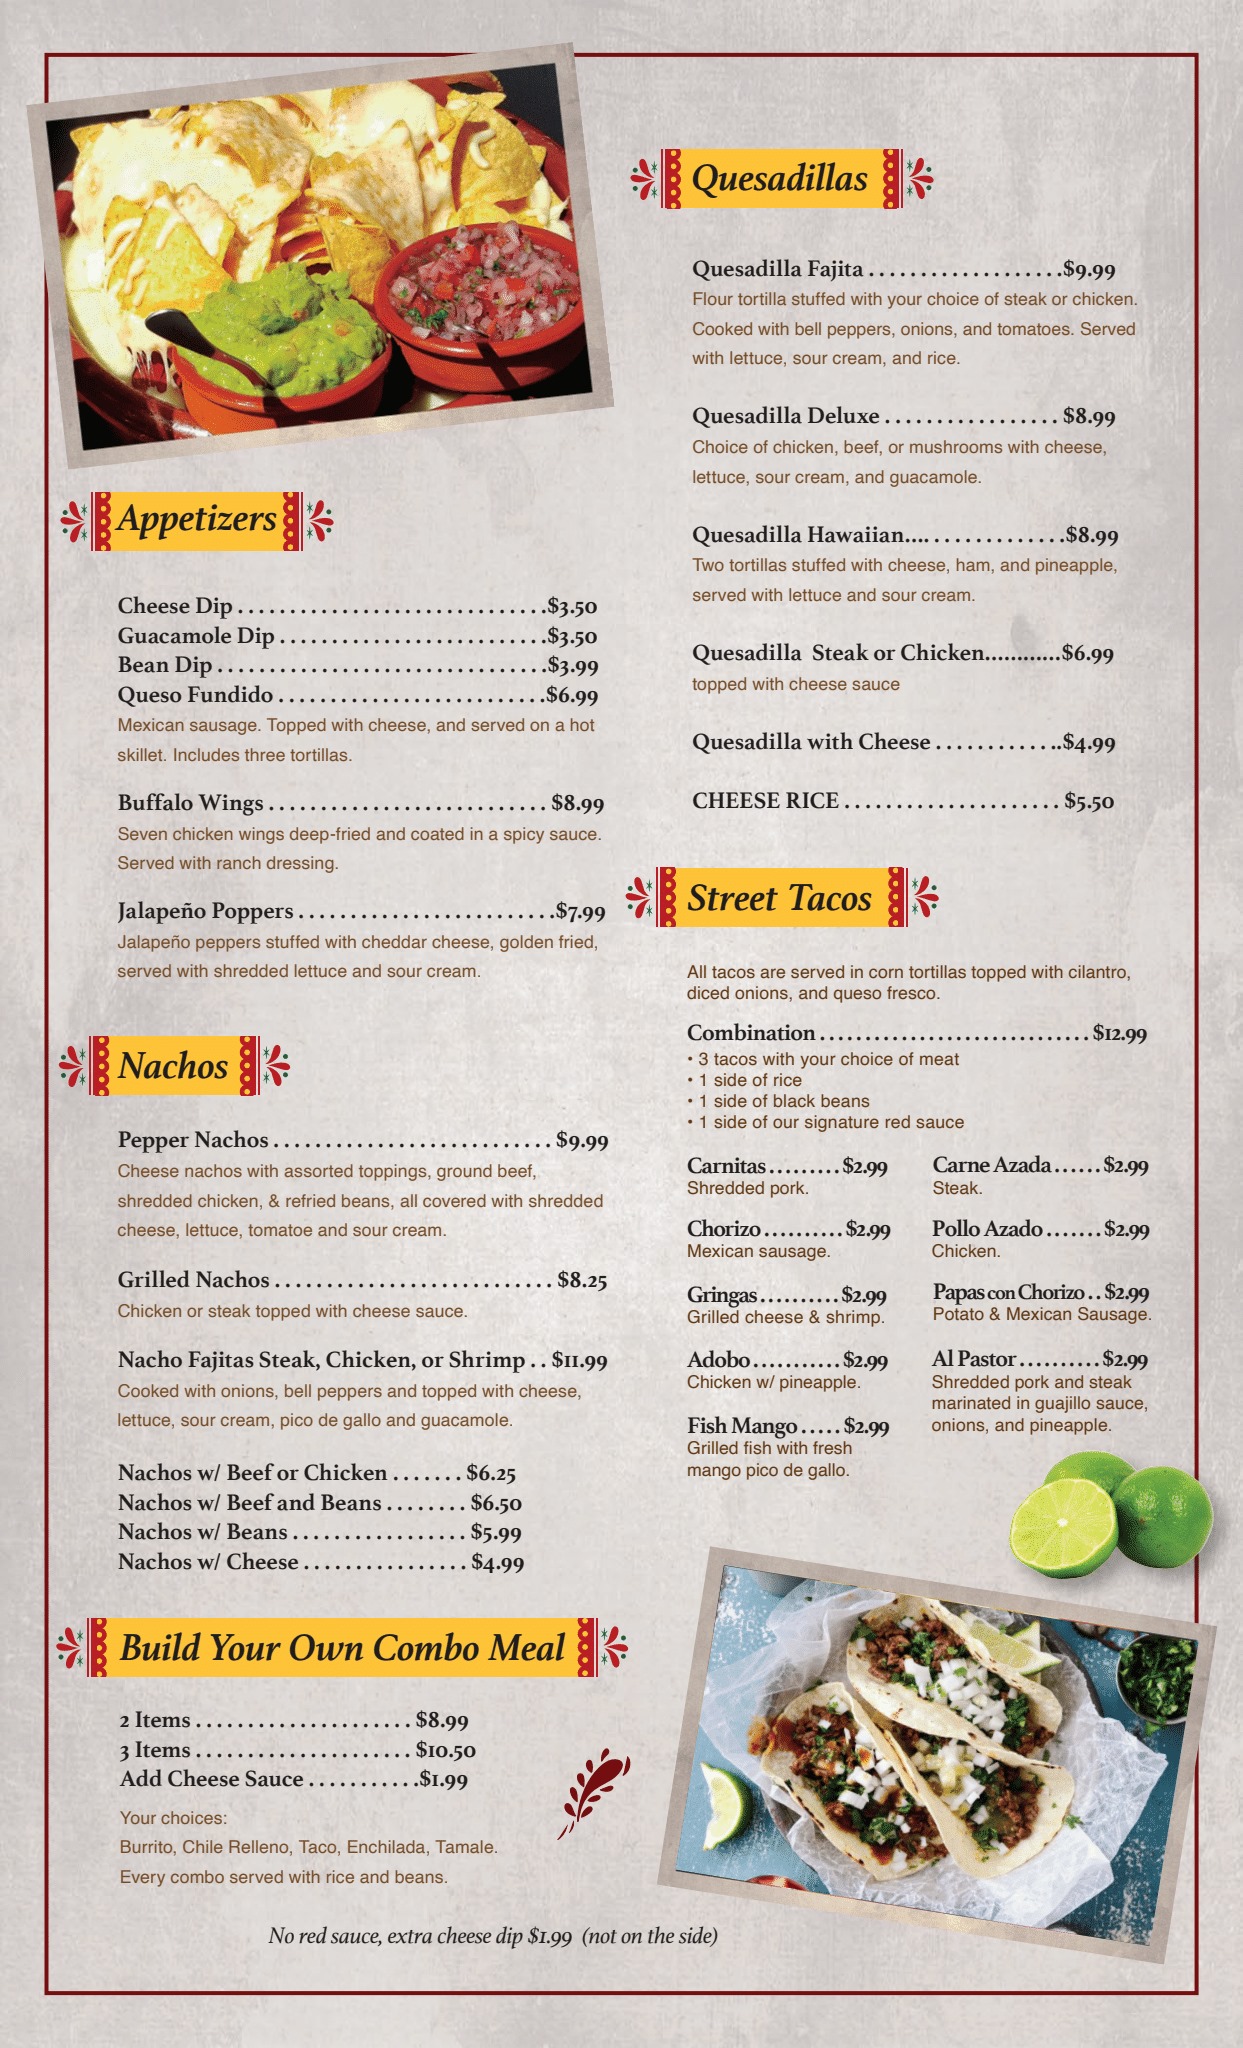 Appetizers
Cheese Dip . . . . . . . . . . . . . . . . . . . . . . . . . . . . . .$3.50
Guacamole Dip . . . . . . . . . . . . . . . . . . . . . . . . . .$3.50
Bean Dip . . . . . . . . . . . . . . . . . . . . . . . . . . . . . . . .$3.99
Queso Fundido . . . . . . . . . . . . . . . . . . . . . . . . . .$6.99
Mexican sausage. Topped with cheese, and served on a hot
skillet. Includes three tortillas.
Buffalo Wings . . . . . . . . . . . . . . . . . . . . . . . . . . . $8.99
Seven chicken wings deep-fried and coated in a spicy sauce.
Served with ranch dressing.
Jalapeño Poppers . . . . . . . . . . . . . . . . . . . . . . . . .$7.99
Jalapeño peppers stuffed with cheddar cheese, golden fried,
served with shredded lettuce and sour cream.
Nachos
Pepper Nachos . . . . . . . . . . . . . . . . . . . . . . . . . . . $9.99
Cheese nachos with assorted toppings, ground beef,
shredded chicken, & refried beans, all covered with shredded
cheese, lettuce, tomatoe and sour cream.
Grilled Nachos . . . . . . . . . . . . . . . . . . . . . . . . . . . $8.25
Chicken or steak topped with cheese sauce.
Nacho Fajitas Steak, Chicken, or Shrimp . . $11.99
Cooked with onions, bell peppers and topped with cheese,
lettuce, sour cream, pico de gallo and guacamole.
Nachos w/ Beef or Chicken . . . . . . . $6.25
Nachos w/ Beef and Beans . . . . . . . . $6.50
Nachos w/ Beans . . . . . . . . . . . . . . . . . $5.99
Nachos w/ Cheese . . . . . . . . . . . . . . . . $4.99
Build Your Own Combo Meal
2 Items . . . . . . . . . . . . . . . . . . . . . $8.99
3 Items . . . . . . . . . . . . . . . . . . . . . $10.50
Add Cheese Sauce . . . . . . . . . . .$1.99
Your choices:
Burrito, Chile Relleno, Taco, Enchilada, Tamale.
Every combo served with rice and beans.
Quesadillas
Quesadilla Fajita . . . . . . . . . . . . . . . . . . .$9.99
Flour tortilla stuffed with your choice of steak or chicken.
Cooked with bell peppers, onions, and tomatoes. Served
with lettuce, sour cream, and rice.
Quesadilla Deluxe . . . . . . . . . . . . . . . . . $8.99
Choice of chicken, beef, or mushrooms with cheese,
lettuce, sour cream, and guacamole.
Quesadilla Hawaiian.... . . . . . . . . . . . . .$8.99
Two tortillas stuffed with cheese, ham, and pineapple,
served with lettuce and sour cream.
Quesadilla Steak or Chicken............$6.99
topped with cheese sauce
Quesadilla with Cheese . . . . . . . . . . . ..$4.99
CHEESE RICE . . . . . . . . . . . . . . . . . . . . . $5.50
Street Tacos
All tacos are served in corn tortillas topped with cilantro,
diced onions, and queso fresco.
Combination . . . . . . . . . . . . . . . . . . . . . . . . . . . . . $12.99
• 3 tacos with your choice of meat
• 1 side of rice
• 1 side of black beans
• 1 side of our signature red sauce
Carnitas . . . . . . . . . $2.99
Shredded pork.
Chorizo . . . . . . . . . . $2.99
Mexican sausage.
Gringas . . . . . . . . . . $2.99
Grilled cheese & shrimp.
Adobo . . . . . . . . . . . $2.99
Chicken w/ pineapple.
Fish Mango . . . . . $2.99
Grilled fish with fresh
mango pico de gallo.
Carne Azada . . . . . . $2.99
Steak.
Pollo Azado . . . . . . . $2.99
Chicken.
Papas con Chorizo . . $2.99
Potato & Mexican Sausage.
Al Pastor . . . . . . . . . . $2.99
Shredded pork and steak
marinated in guajillo sauce,
onions, and pineapple.
No red sauce, extra cheese dip $1.99 (not on the side)